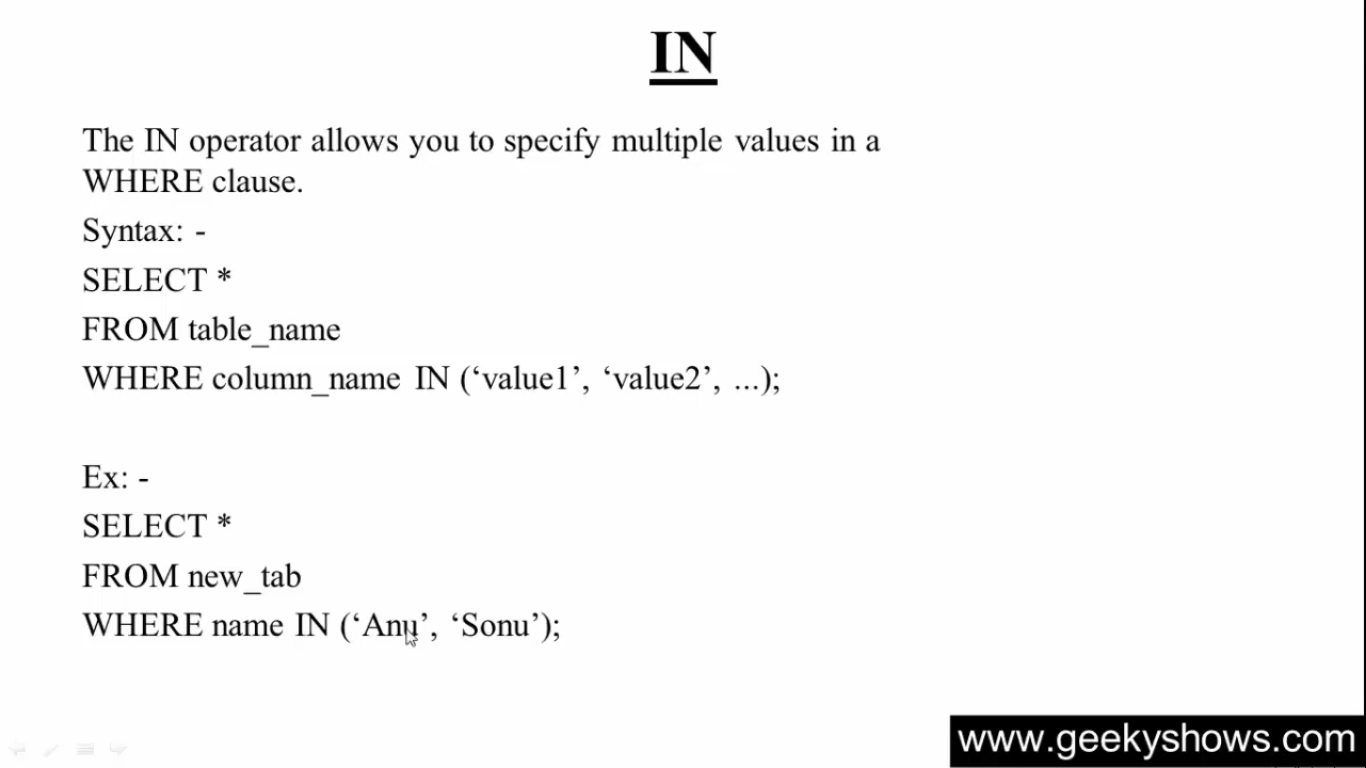 IN
The IN operator allows you to specify multiple values in a
WHERE clause.
Syntax: -
SELECT *
FROM table_name
WHERE column_name IN (‘value1’, ‘value2’, ...);
Ex: -
SELECT *
FROM new_tab
WHERE name IN (‘Anu’, ‘Sonu’);
www.geekyshows.com